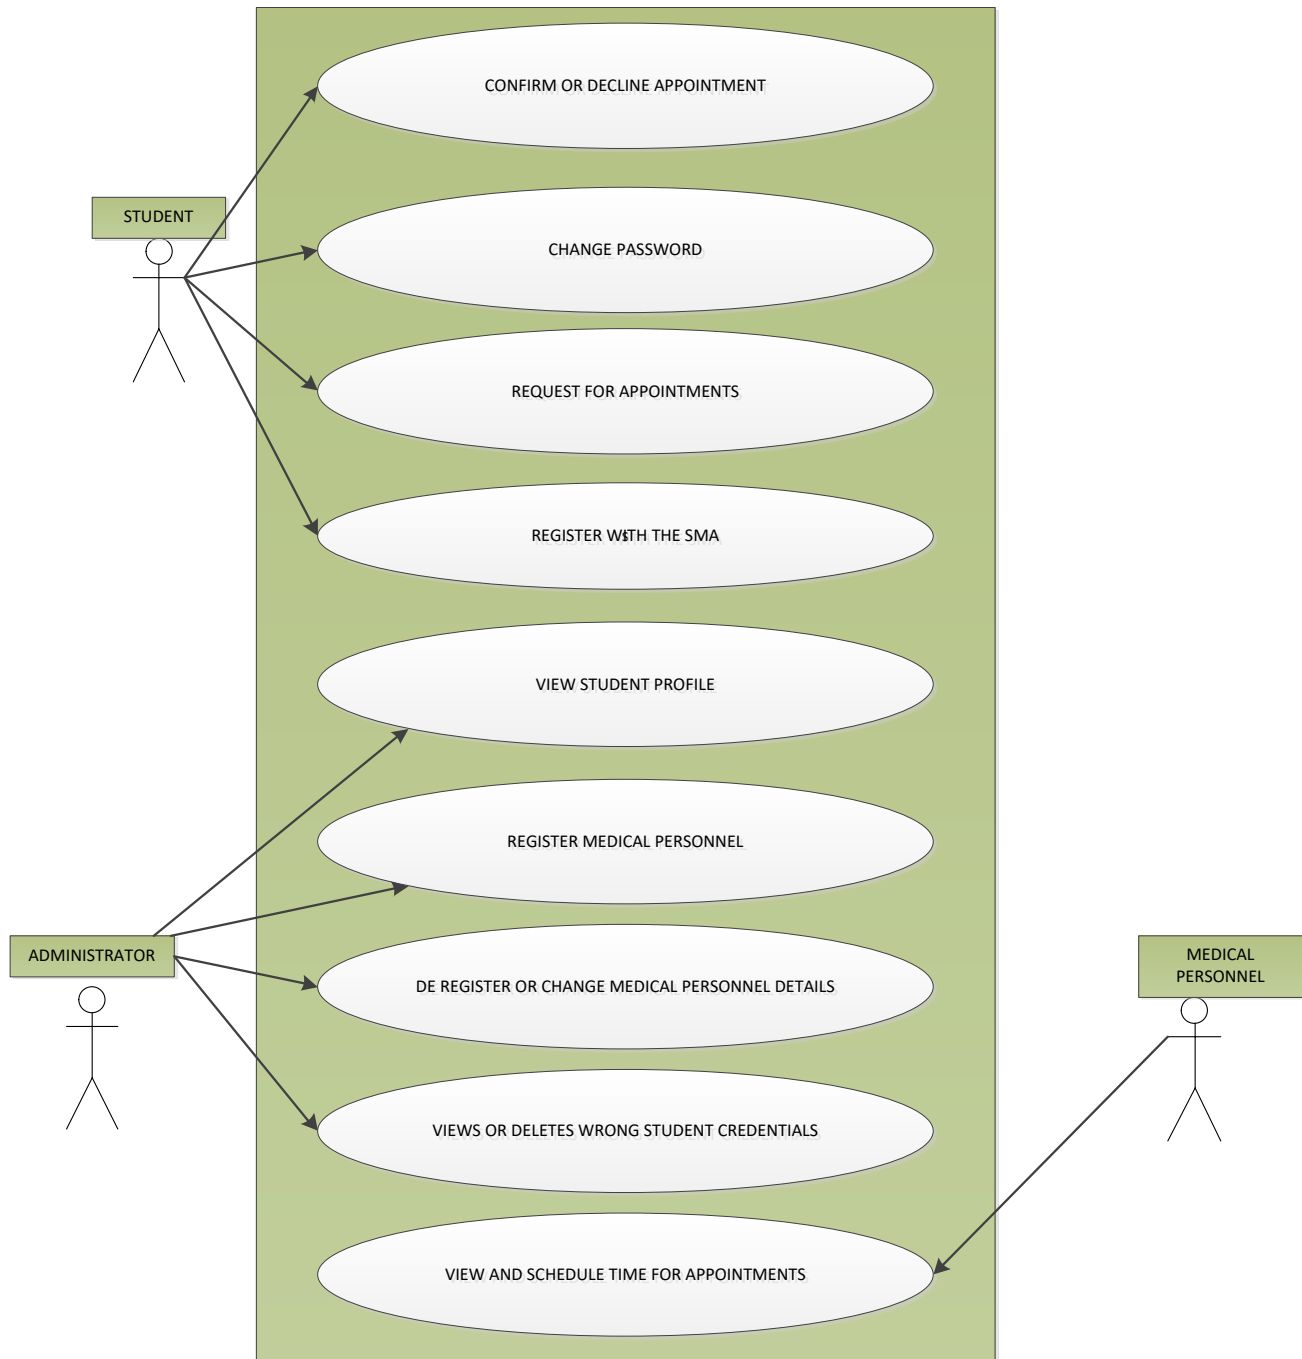 CONFIRM OR DECLINE APPOINTMENT
STUDENT
CHANGE PASSWORD
REQUEST FOR APPOINTMENTS
REGISTER WITH THE SMA
VIEW STUDENT PROFILE
REGISTER MEDICAL PERSONNEL
ADMINISTRATOR
MEDICAL
PERSONNEL
DE REGISTER OR CHANGE MEDICAL PERSONNEL DETAILS
VIEWS OR DELETES WRONG STUDENT CREDENTIALS
VIEW AND SCHEDULE TIME FOR APPOINTMENTS